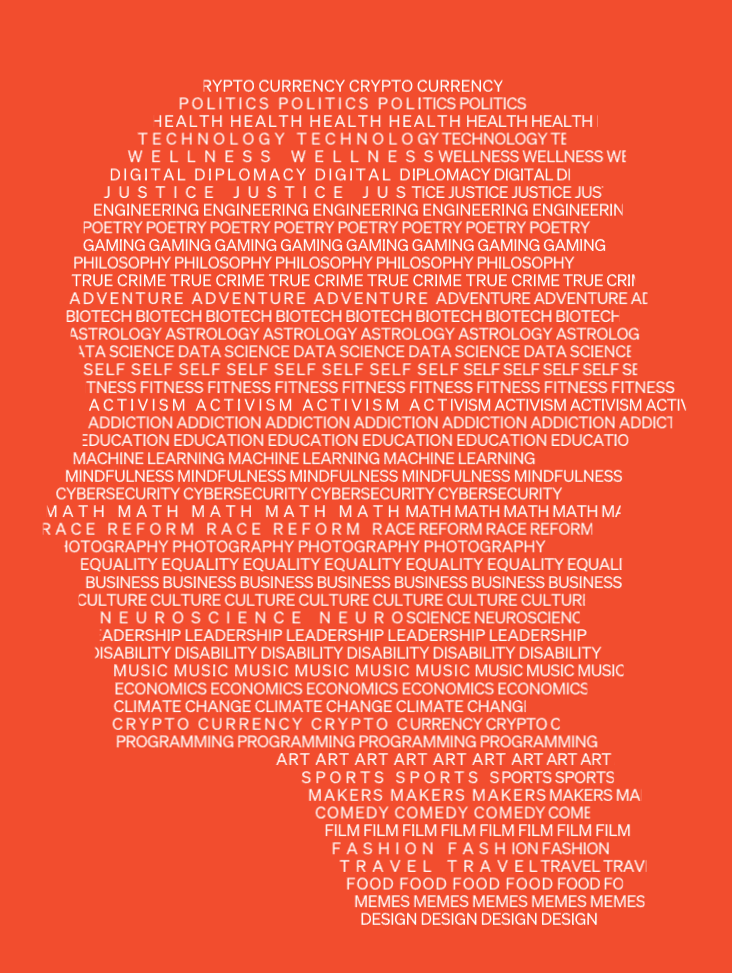 RYPTO CURRENCY CRYPTO CURRENCY
POLITICS POLITICS POLITICS POLITICS
HEALTH HEALTH HEALTH HEALTH HEALTH HEALTH
TECHNOLOGY TECHNOLOGY TECHNOLOGY TE
WELLNESS WELLNESS WELLNESS WELLNESS WE
DIGITAL DIPLOMACY DIGITAL DIPLOMACY DIGITAL DI
JUSTICE JUSTICE JUSTICE JUSTICE JUSTICE JUS
ENGINEERING ENGINEERING ENGINEERING ENGINEERING ENGINEERIN
POETRY POETRY POETRY POETRY POETRY POETRY POETRY POETRY
GAMING GAMING GAMING GAMING GAMING GAMING GAMING GAMING
PHILOSOPHY PHILOSOPHY PHILOSOPHY PHILOSOPHY PHILOSOPHY
TRUE CRIME TRUE CRIME TRUE CRIME TRUE CRIME TRUE CRIME TRUE CRIM
ADVENTURE ADVENTURE ADVENTURE ADVENTURE ADVENTURE AD
BIOTECH BIOTECH BIOTECH BIOTECH BIOTECH BIOTECH BIOTECH BIOTECH
ASTROLOGY ASTROLOGY ASTROLOGY ASTROLOGY ASTROLOGY ASTROLOG
ATA SCIENCE DATA SCIENCE DATA SCIENCE DATA SCIENCE DATA SCIENCE
SELF SELF SELF SELF SELF SELF SELF SELF SELF SELF SELF SELF SE
TNESS FITNESS FITNESS FITNESS FITNESS FITNESS FITNESS FITNESS FITNESS
ACTIVISM ACTIVISM ACTIVISM ACTIVISM ACTIVISM ACTIVISM ACTIV
ADDICTION ADDICTION ADDICTION ADDICTION ADDICTION ADDICTION ADDICT
EDUCATION EDUCATION EDUCATION EDUCATION EDUCATION EDUCATIO
MACHINE LEARNING MACHINE LEARNING MACHINE LEARNING
MINDFULNESS MINDFULNESS MINDFULNESS MINDFULNESS MINDFULNESS
CYBERSECURITY CYBERSECURITY CYBERSECURITY CYBERSECURITY
MATH MATH MATH MATH MATH MATH MATH MATH MATH MA
RACE REFORM RACE REFORM RACE REFORM RACE REFORM
HOTOGRAPHY PHOTOGRAPHY PHOTOGRAPHY PHOTOGRAPHY
EQUALITY EQUALITY EQUALITY EQUALITY EQUALITY EQUALITY EQUALI
BUSINESS BUSINESS BUSINESS BUSINESS BUSINESS BUSINESS BUSINESS
CULTURE CULTURE CULTURE CULTURE CULTURE CULTURE CULTURE
NEUROSCIENCE NEUROSCIENCE NEUROSCIENC
EADERSHIP LEADERSHIP LEADERSHIP LEADERSHIP LEADERSHIP
DISABILITY DISABILITY DISABILITY DISABILITY DISABILITY DISABILITY
MUSIC MUSIC MUSIC MUSIC MUSIC MUSIC MUSIC MUSIC MUSIC
ECONOMICS ECONOMICS ECONOMICS ECONOMICS ECONOMICS
CLIMATE CHANGE CLIMATE CHANGE CLIMATE CHANGE
CRYPTO CURRENCY CRYPTO CURRENCY CRYPTO C
PROGRAMMING PROGRAMMING PROGRAMMING PROGRAMMING
ART ART ART ART ART ART ART ART ART
SPORTS SPORTS SPORTS SPORTS
MAKERS MAKERS MAKERS MAKERS MA
COMEDY COMEDY COMEDY COME
FILM FILM FILM FILM FILM FILM FILM FILM
FASHION FASHION FASHION
TRAVEL TRAVEL TRAVEL TRAVE
FOOD FOOD FOOD FOOD FOOD FO
MEMES MEMES MEMES MEMES MEMES
DESIGN DESIGN DESIGN DESIGN